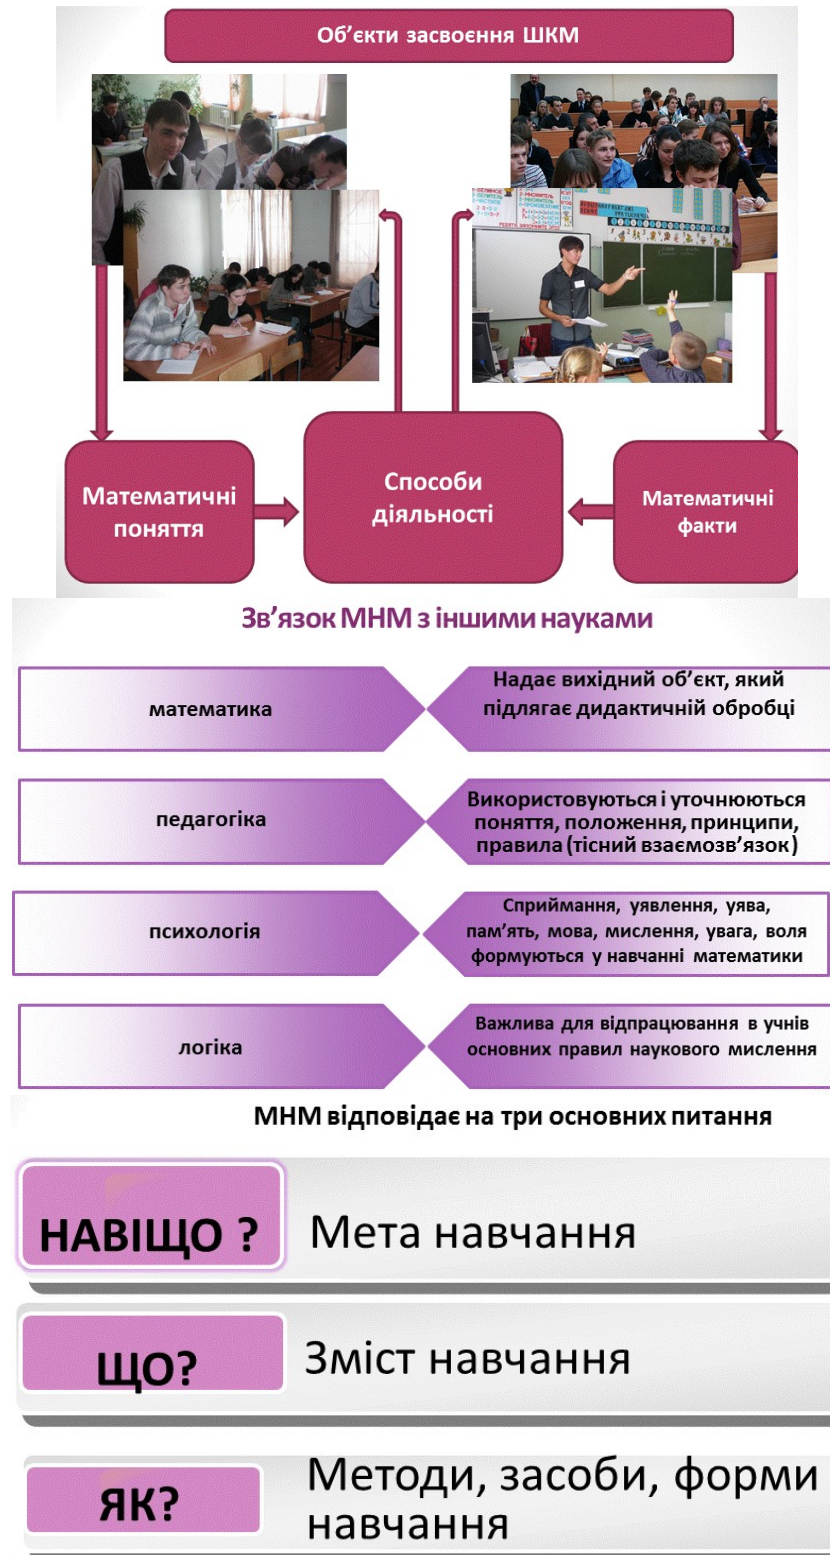 Об’єкти засвоєння ШКМ
Математичні
поняття
Способи
діяльності
Математичні
факти
Зв’язок МНМ з іншими науками
математика
Надає вихідний об’єкт, який
підлягає дидактичній обробці
педагогіка
Використовуються і уточнюються
поняття, положення, принципи,
правила (тісний взаємозв’язок)
психологія
Сприймання, уявлення, уява,
пам’ять, мова, мислення, увага, воля
формуються у навчанні математики
логіка
Важлива для відпрацювання в учнів
основних правил наукового мислення
МНМ відповідає на три основних питання
НАВІЩО ?
Мета навчання
ЩО?
Зміст навчання
ЯК?
Методи, засоби, форми
навчання